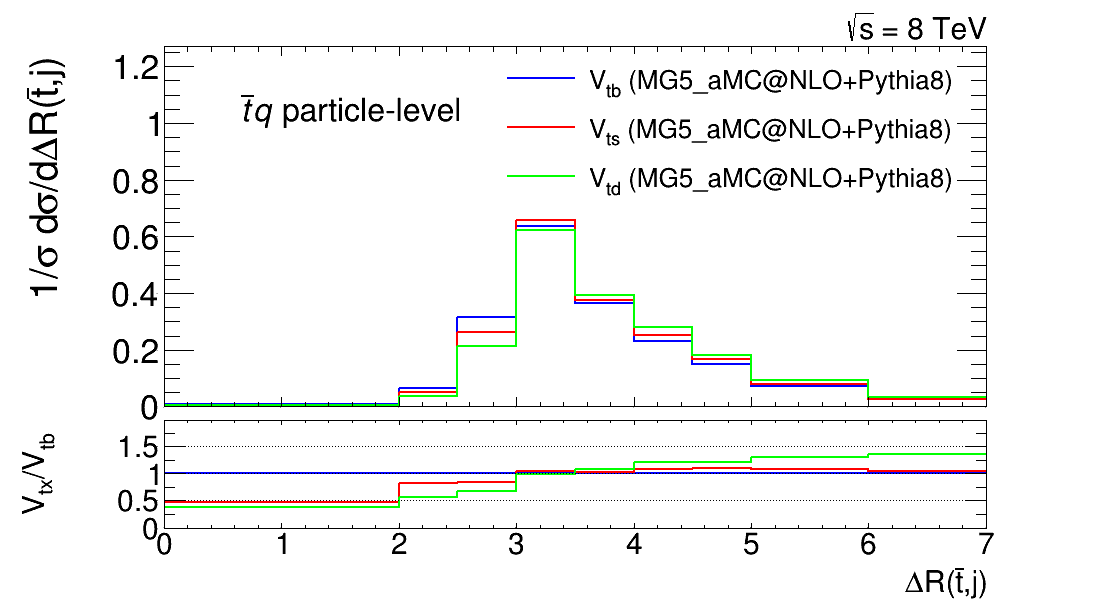 √s = 8 TeV
1/σ dσ/dΔR(t̄,j)
t̄q particle-level
V_tb (MG5_aMC@NLO+Pythia8)
V_ts (MG5_aMC@NLO+Pythia8)
V_td (MG5_aMC@NLO+Pythia8)
1.2
1
0.8
0.6
0.4
0.2
0
V_tx/V_tb
1.5
1
0.5
0
0 1 2 3 4 5 6 7
ΔR(t̄,j)